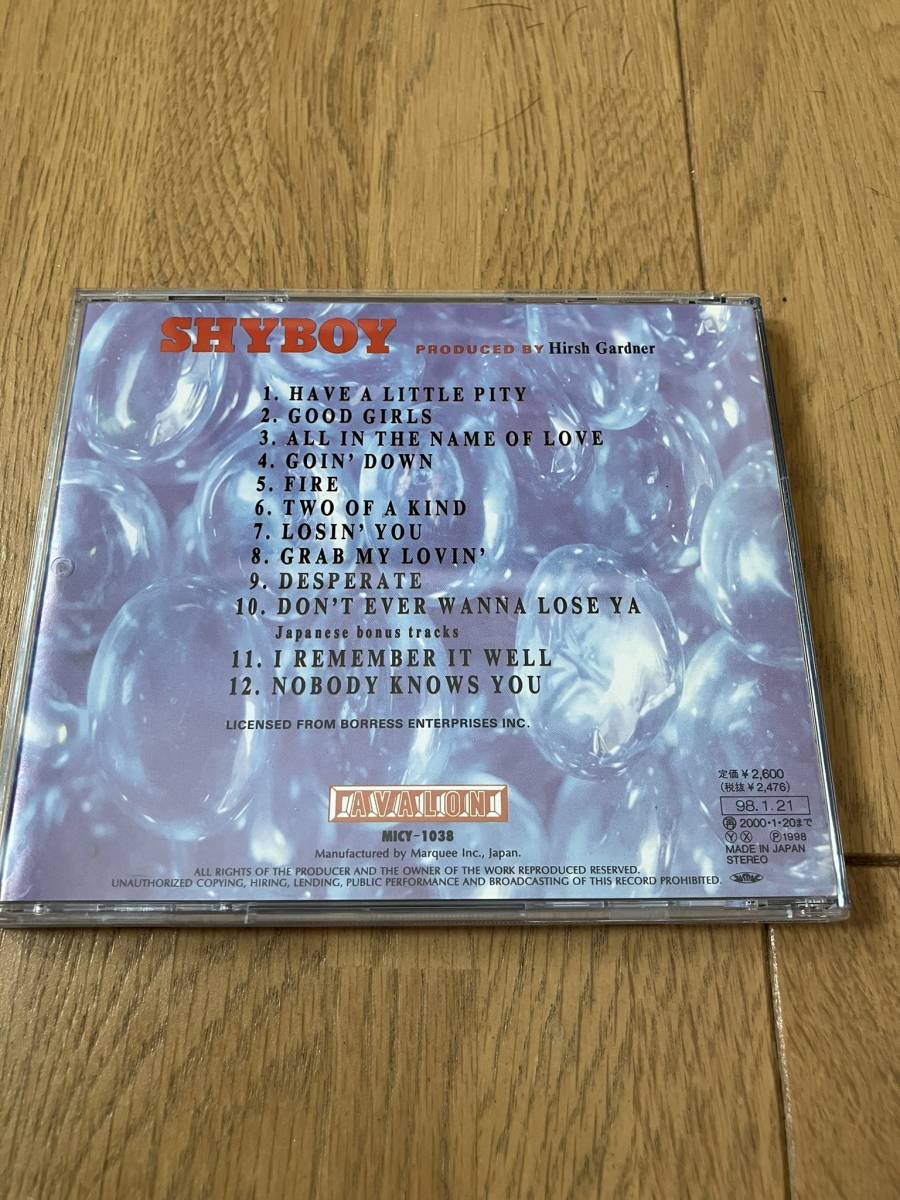 SHYBOY PRODUCED BY Hirsh Gardner
1. HAVE A LITTLE PITY
2. GOOD GIRLS
3. ALL IN THE NAME OF LOVE
4. GOIN' DOWN
5. FIRE
6. TWO OF A KIND
7. LOSIN' YOU
8. GRAB MY LOVIN'
9. DESPERATE
10. DON'T EVER WANNA LOSE YA
Japanese bonus tracks
11. I REMEMBER IT WELL
12. NOBODY KNOWS YOU
LICENSED FROM BORRESS ENTERPRISES INC.
AVALON
MICY-1038
Manufactured by Marquee Inc., Japan.
ALL RIGHTS OF THE PRODUCER AND THE OWNER OF THE WORK REPRODUCED RESERVED.
UNAUTHORIZED COPYING, HIRING, LENDING, PUBLIC PERFORMANCE AND BROADCASTING OF THIS RECORD PROHIBITED.
定価¥2,600
(税抜¥2,476)
98.1.21
再2000・1・20まで
Ⓨ Ⓧ Ⓟ1998
MADE IN JAPAN
STEREO